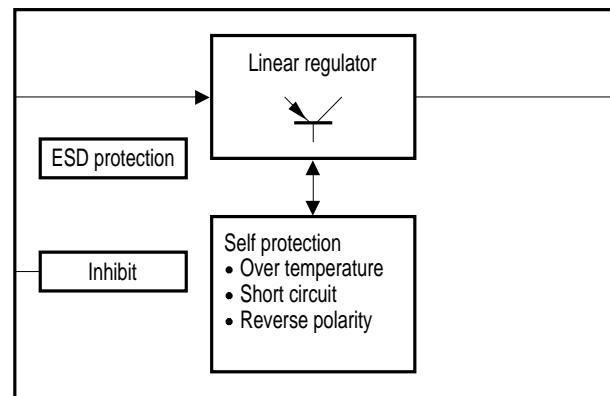 Linear regulator
ESD protection
Self protection
• Over temperature
• Short circuit
• Reverse polarity
Inhibit